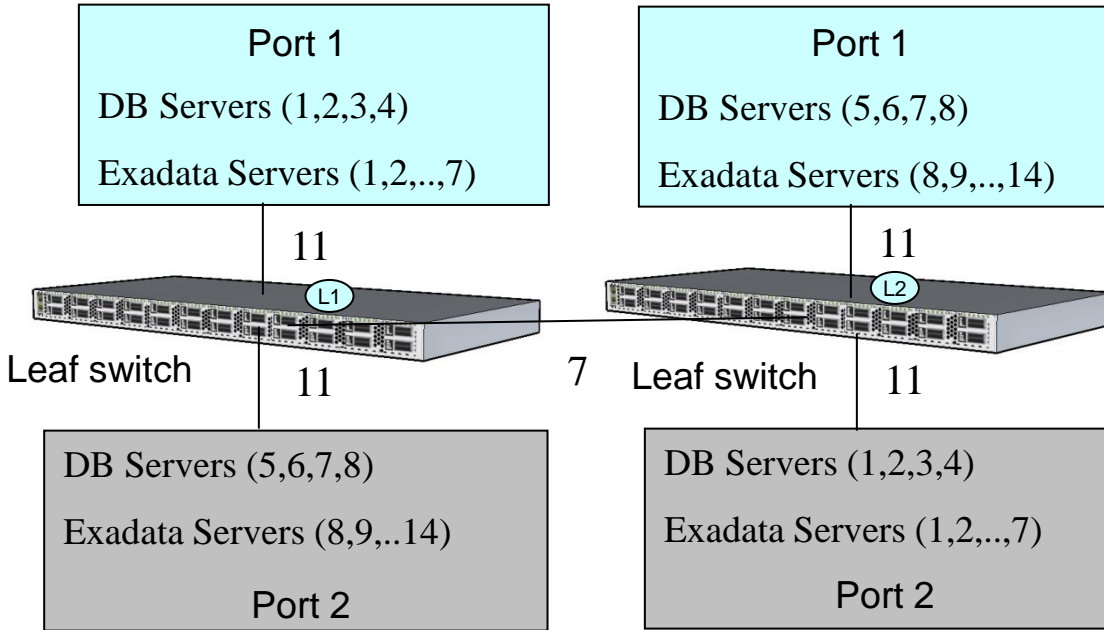 Port 1
DB Servers (1,2,3,4)
Exadata Servers (1,2,..,7)
Port 1
DB Servers (5,6,7,8)
Exadata Servers (8,9,..,14)
11
11
L1
L2
Leaf switch
11
7
Leaf switch
11
DB Servers (5,6,7,8)
Exadata Servers (8,9,..14)
Port 2
DB Servers (1,2,3,4)
Exadata Servers (1,2,..,7)
Port 2